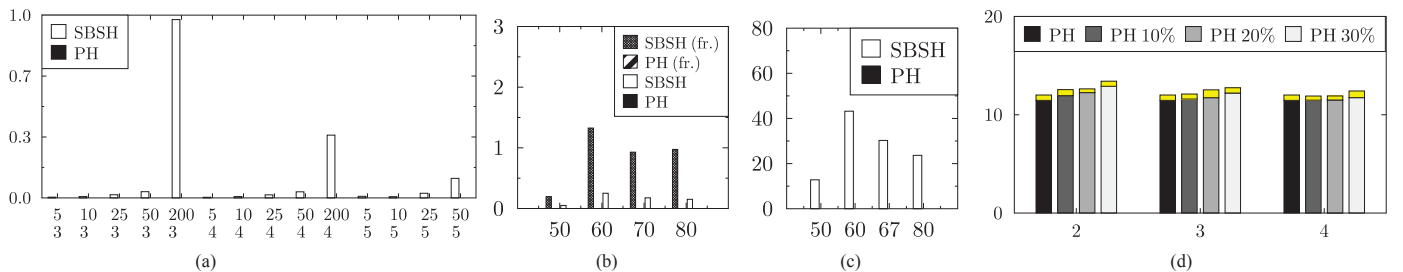 1.0
0.7
0.3
0.0
SBSH
PH
5 10 25 50 200 5 10 25 50 200 5 10 25 50
3 3 3 3 3 4 4 4 4 4 5 5 5 5
(a)
3
2
1
0
SBSH (fr.)
PH (fr.)
SBSH
PH
50 60 70 80
(b)
80
60
40
20
0
SBSH
PH
50 60 67 80
(c)
20
10
0
PH PH 10% PH 20% PH 30%
2 3 4
(d)